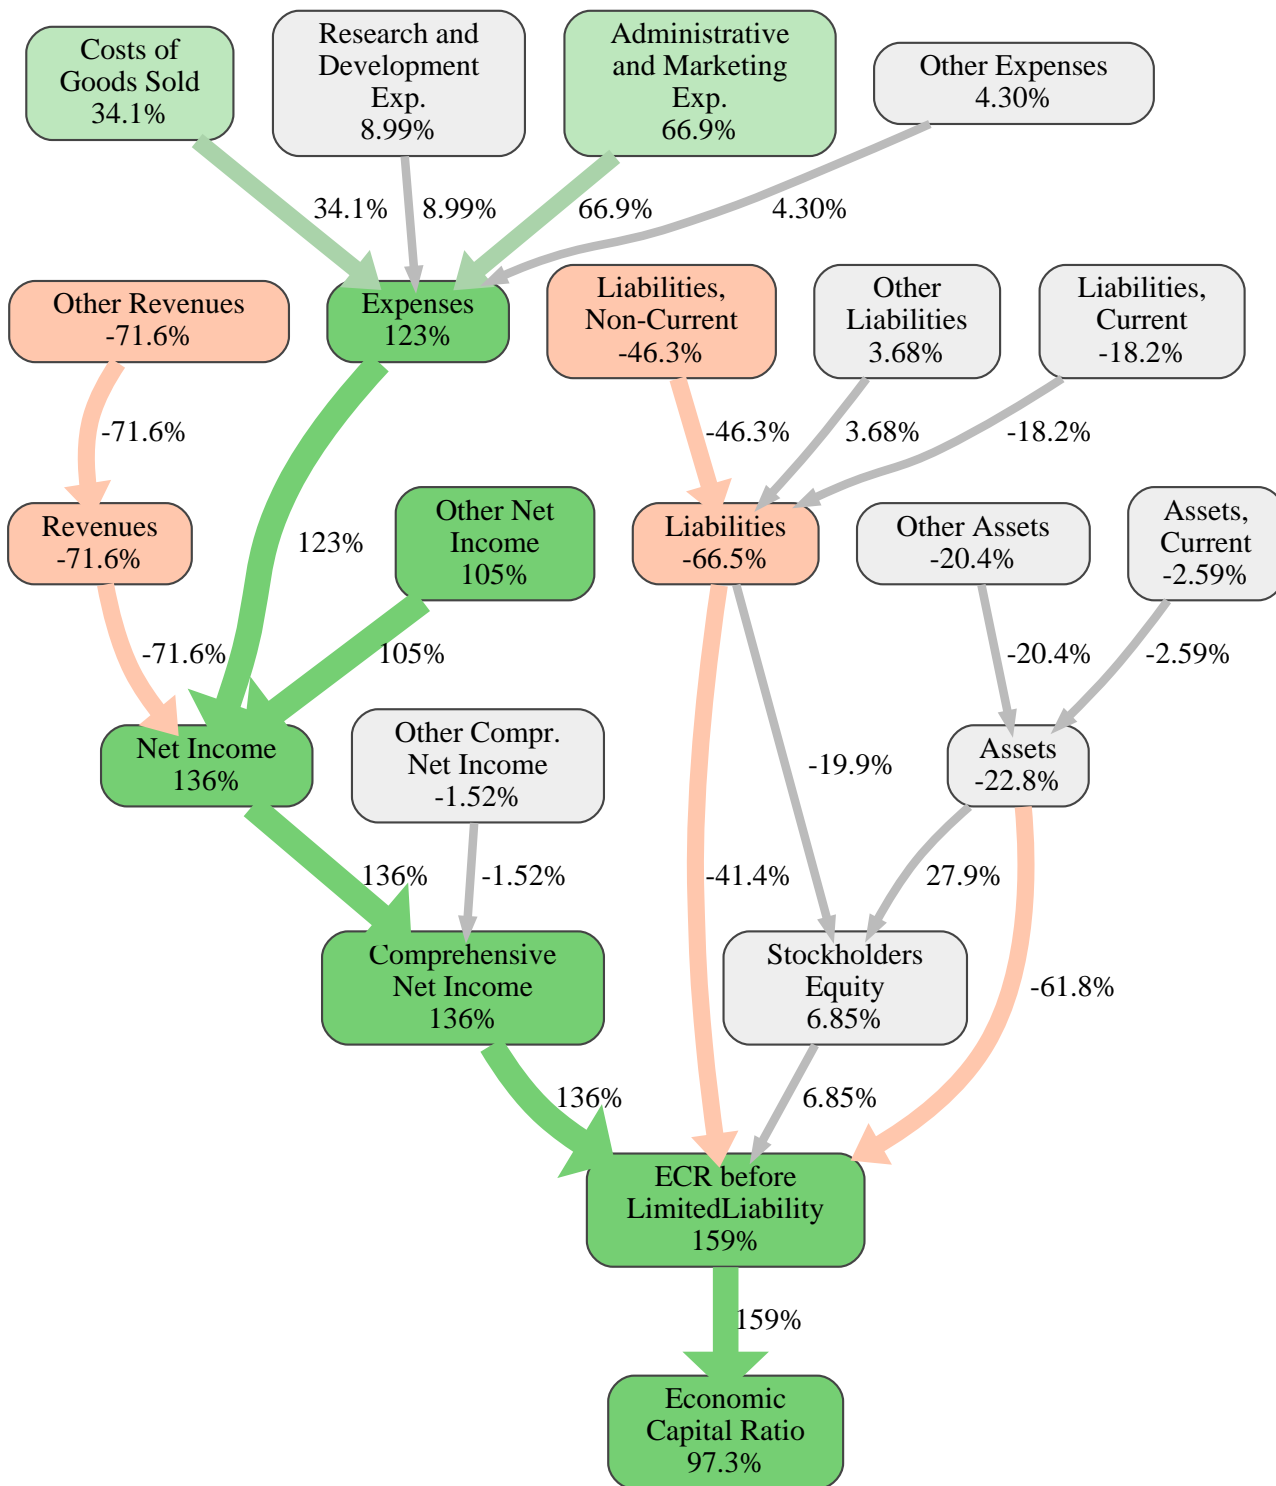 Costs of
Goods Sold
34.1%
Research and
Development
Exp.
8.99%
Administrative
and Marketing
Exp.
66.9%
Other Expenses
4.30%
34.1%
8.99%
66.9%
4.30%
Other Revenues
-71.6%
Expenses
123%
Liabilities,
Non-Current
-46.3%
Other
Liabilities
3.68%
Liabilities,
Current
-18.2%
-71.6%
-46.3%
3.68%
-18.2%
Revenues
-71.6%
123%
Other Net
Income
105%
Liabilities
-66.5%
Other Assets
-20.4%
Assets,
Current
-2.59%
-71.6%
105%
-20.4%
-2.59%
Net Income
136%
Other Compr.
Net Income
-1.52%
-19.9%
Assets
-22.8%
136%
-1.52%
-41.4%
27.9%
Comprehensive
Net Income
136%
Stockholders
Equity
6.85%
-61.8%
136%
6.85%
ECR before
LimitedLiability
159%
159%
Economic
Capital Ratio
97.3%